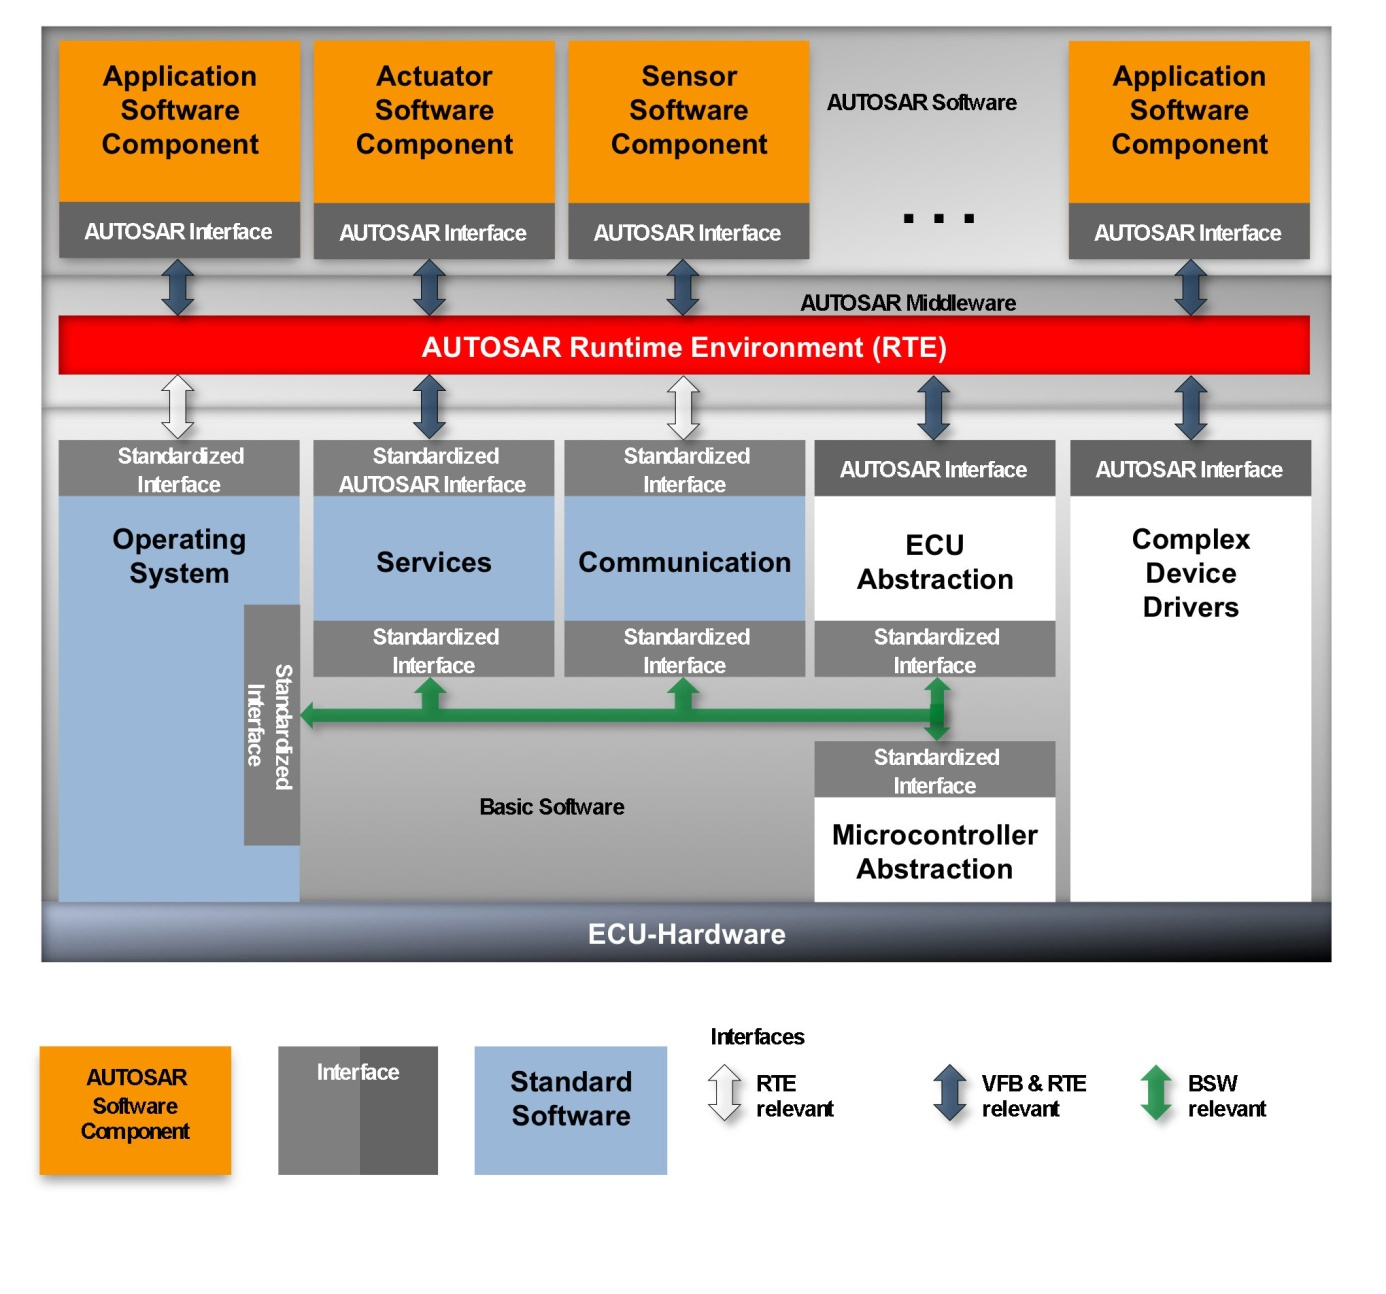 Application
Software
Component
AUTOSAR Interface
Actuator
Software
Component
AUTOSAR Interface
Sensor
Software
Component
AUTOSAR Interface
AUTOSAR Software
...
Application
Software
Component
AUTOSAR Interface
AUTOSAR Middleware
AUTOSAR Runtime Environment (RTE)
Standardized
Interface
Operating
System
Standardized
Interface
Standardized
AUTOSAR Interface
Services
Standardized
Interface
Standardized
Interface
Communication
Standardized
Interface
AUTOSAR Interface
ECU
Abstraction
Standardized
Interface
AUTOSAR Interface
Complex
Device
Drivers
Standardized
Interface
Microcontroller
Abstraction
Basic Software
ECU-Hardware
AUTOSAR
Software
Component
Interface
Standard
Software
Interfaces
RTE
relevant
VFB & RTE
relevant
BSW
relevant